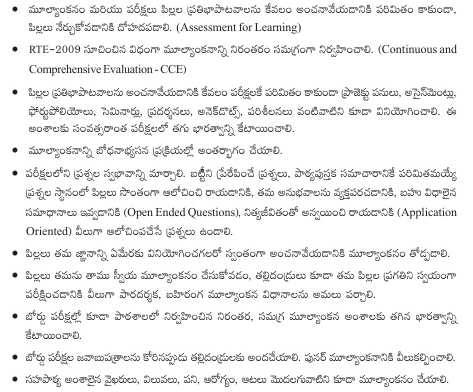 • మూల్యాంకనం మరియు పరీక్షలు పిల్లల ప్రతిభాపాటవాలను కేవలం అంచనావేయడానికి పరిమితం కాకుండా,
పిల్లలు నేర్చుకోవడానికి దోహదపడాలి. (Assessment for Learning)
• RTE-2009 సూచించిన విధంగా మూల్యాంకనాన్ని నిరంతరం సమగ్రంగా నిర్వహించాలి. (Continuous and
Comprehensive Evaluation - CCE)
• పిల్లల ప్రతిభాపాటవాలను అంచనావేయడానికి కేవలం పరీక్షలకే పరిమితం కాకుండా ప్రాజెక్టు పనులు, అసైన్‌మెంట్లు,
ఫోర్టుపోలియోలు, సెమినార్లు, ప్రదర్శనలు, అనెక్‌డోట్స్, పరిశీలనలు వంటివాటిని కూడా వినియోగించాలి. ఈ
అంశాలకు సంవత్సరాంత పరీక్షలలో తగు భారత్వాన్ని కేటాయించాలి.
• మూల్యాంకనాన్ని బోధనాభ్యసన ప్రక్రియల్లో అంతర్భాగం చేయాలి.
• పరీక్షలలోని ప్రశ్నల స్వభావాన్ని మార్చాలి. బట్టీని ప్రేరేపించే ప్రశ్నలు, పాఠ్యపుస్తక సమాచారానికే పరిమితమయ్యే
ప్రశ్నల స్థానంలో పిల్లలు సొంతంగా ఆలోచించి రాయడానికి, తమ అనుభవాలను వ్యక్తపరచడానికి, బహు విధాలైన
సమాధానాలు ఇవ్వడానికి (Open Ended Questions), నిత్యజీవితంతో అన్వయించి రాయడానికి (Application
Oriented) వీలుగా ఆలోచింపచేసే ప్రశ్నలు ఉండాలి.
• పిల్లలు తమ జ్ఞానాన్ని ఏమేరకు వినియోగించగలరో స్వంతంగా అంచనావేయడానికి మూల్యాంకనం తోడ్పడాలి.
• పిల్లలు తమను తాము స్వీయ మూల్యాంకనం చేసుకోవడం, తల్లిదండ్రులు కూడా తమ పిల్లల ప్రగతిని స్వయంగా
పరీక్షించడానికి వీలుగా పారదర్శక, బహిరంగ మూల్యాంకన విధానాలను అమలు పర్చాలి.
• బోర్డు పరీక్షల్లో కూడా పాఠశాలలో నిర్వహించిన నిరంతర, సమగ్ర మూల్యాంకన అంశాలకు తగిన భారత్వాన్ని
కేటాయించాలి.
• బోర్డు పరీక్షల జవాబుపత్రాలను కోరినప్పుడు తల్లిదండ్రులకు అందచేయాలి. పునర్ మూల్యాంకనానికి వీలుకల్పించాలి.
• సహపాఠ్య అంశాలైన వైఖరులు, విలువలు, పని, ఆరోగ్యం, ఆటలు మొదలగువాటిని కూడా మూల్యాంకనం చేయాలి.